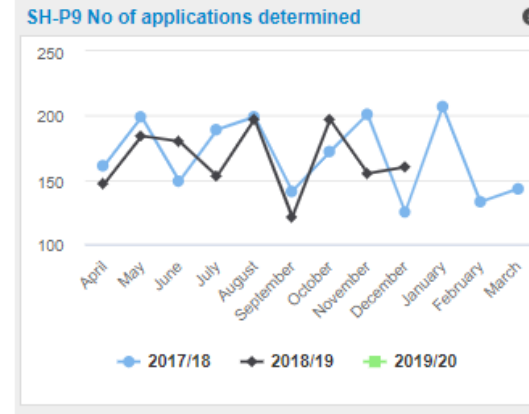 SH-P9 No of applications determined
250
200
150
100
April May June July August September October November December January February March
2017/18 2018/19 2019/20